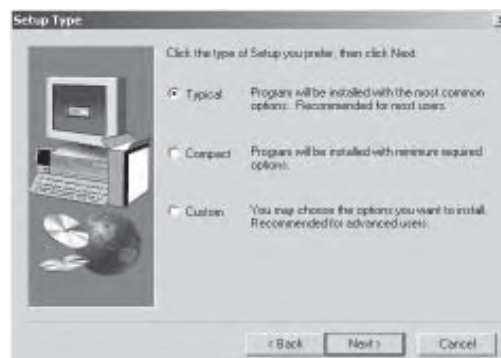 Setup Type
Click the type of Setup you prefer, then click Next.
Typical
Program will be installed with the most common
options. Recommended for most users.
Compact
Program will be installed with minimum required
options.
Custom
You may choose the options you want to install.
Recommended for advanced users.
< Back
Next >
Cancel